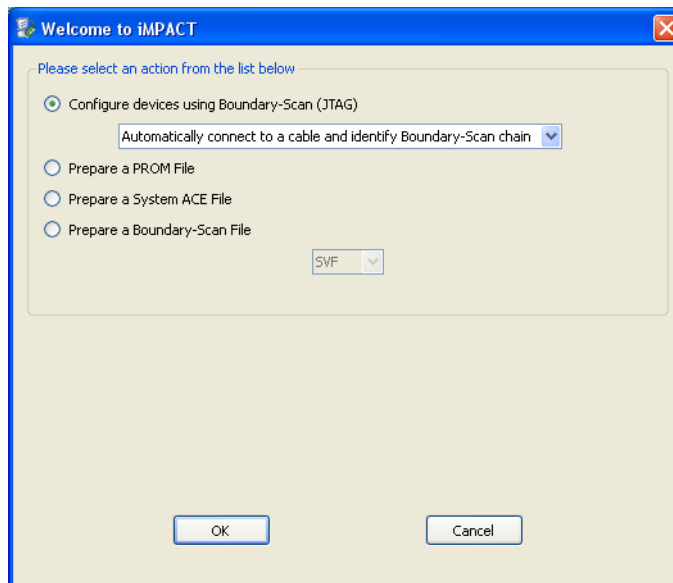 Welcome to iMPACT
Please select an action from the list below
Configure devices using Boundary-Scan (JTAG)
Automatically connect to a cable and identify Boundary-Scan chain
Prepare a PROM File
Prepare a System ACE File
Prepare a Boundary-Scan File
SVF
OK Cancel